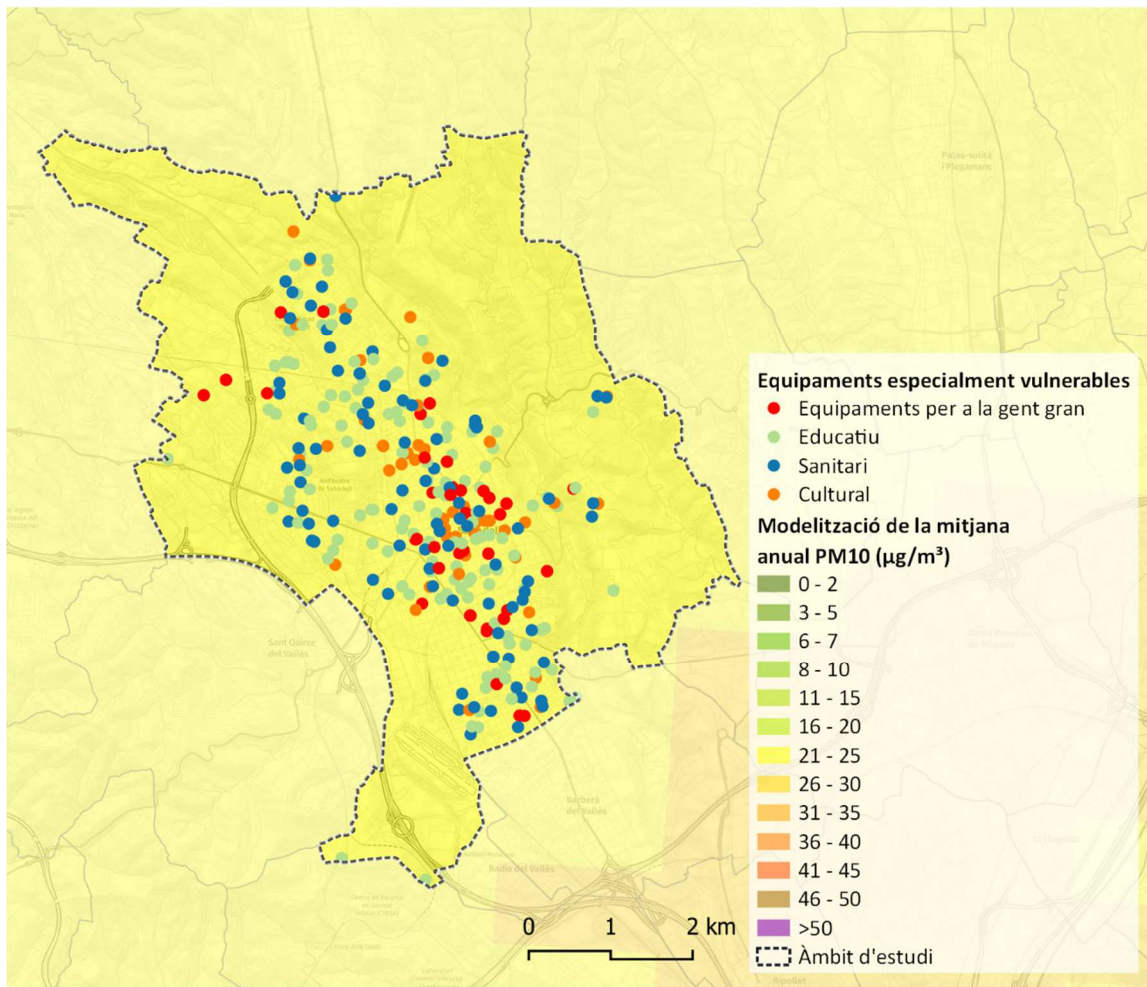 Palau-solità
i Plegamans
Sant Quirze
del Vallès
Barberà
del Vallès
Badia del Vallès
Ripollet
Equipaments especialment vulnerables
Equipaments per a la gent gran
Educatiu
Sanitari
Cultural
Modelització de la mitjana
anual PM10 (µg/m³)
0 - 2
3 - 5
6 - 7
8 - 10
11 - 15
16 - 20
21 - 25
26 - 30
31 - 35
36 - 40
41 - 45
46 - 50
>50
Àmbit d'estudi
0 1 2 km